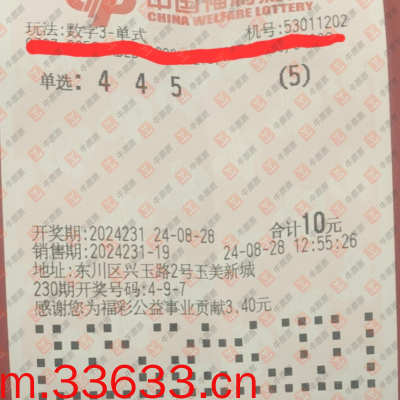 中国福利彩票
CHINA WELFARE LOTTERY
玩法:数字3-单式 机号:53011202
单选: 4 4 5 (5)
开奖期:2024231 24-08-28 合计10元
销售期:2024231-19 24-08-28 12:55:26
地址:东川区兴玉路2号玉美新城
230期开奖号码:4-9-7
感谢您为福彩公益事业贡献3.40元
m.33633.cn